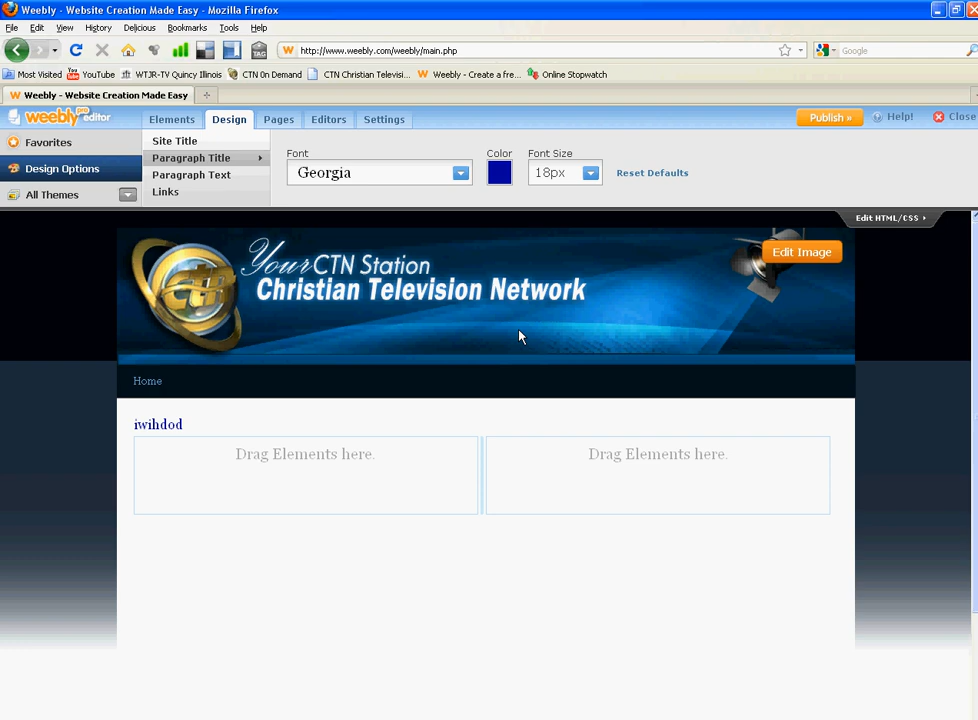 Weebly - Website Creation Made Easy - Mozilla Firefox
File Edit View History Delicious Bookmarks Tools Help
http://www.weebly.com/weebly/main.php Google
Most Visited YouTube WTJR-TV Quincy Illinois CTN 0n Demand CTN Christian Televisi... Weebly - Create a fre... Online Stopwatch
Weebly - Website Creation Made Easy
weebly pro editor Elements Design Pages Editors Settings Publish » Help! Close
Favorites
Design Options
All Themes
Site Title
Paragraph Title
Paragraph Text
Links
Font Color Font Size
Georgia 18px Reset Defaults
Edit HTML/CSS
Edit Image
Your CTN Station
Christian Television Network
ctn
Home
iwihdod
Drag Elements here. Drag Elements here.